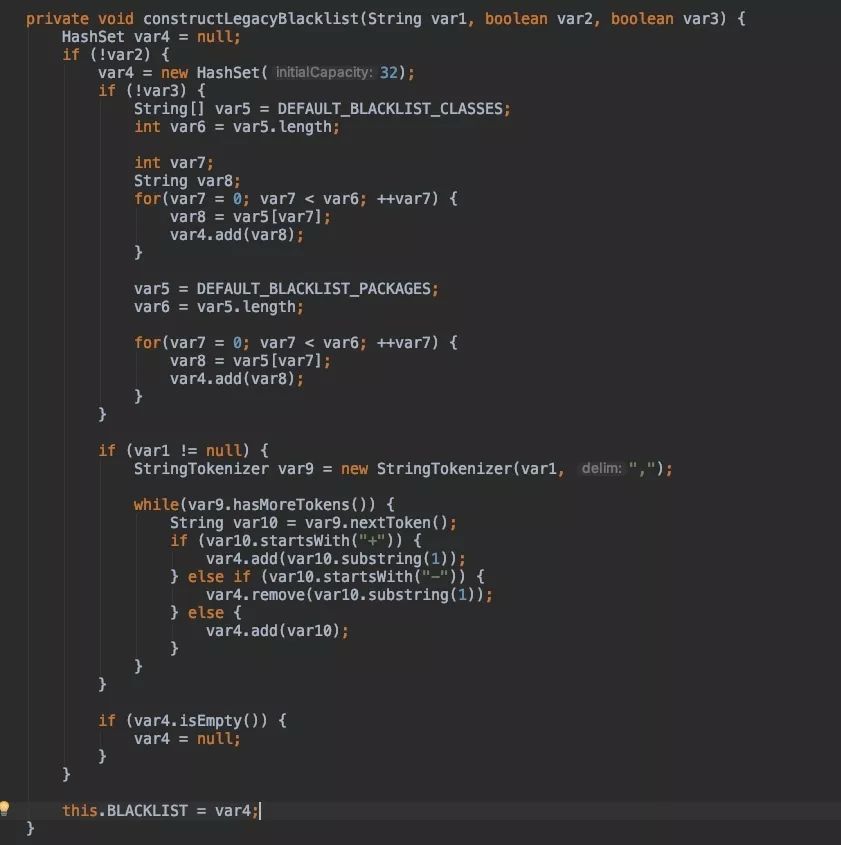 private void constructLegacyBlacklist(String var1, boolean var2, boolean var3) {
    HashSet var4 = null;
    if (!var2) {
        var4 = new HashSet( initialCapacity: 32);
        if (!var3) {
            String[] var5 = DEFAULT_BLACKLIST_CLASSES;
            int var6 = var5.length;

            int var7;
            String var8;
            for(var7 = 0; var7 < var6; ++var7) {
                var8 = var5[var7];
                var4.add(var8);
            }

            var5 = DEFAULT_BLACKLIST_PACKAGES;
            var6 = var5.length;

            for(var7 = 0; var7 < var6; ++var7) {
                var8 = var5[var7];
                var4.add(var8);
            }
        }

        if (var1 != null) {
            StringTokenizer var9 = new StringTokenizer(var1, delim: ",");

            while(var9.hasMoreTokens()) {
                String var10 = var9.nextToken();
                if (var10.startsWith("+")) {
                    var4.add(var10.substring(1));
                } else if (var10.startsWith("-")) {
                    var4.remove(var10.substring(1));
                } else {
                    var4.add(var10);
                }
            }
        }

        if (var4.isEmpty()) {
            var4 = null;
        }
    }

    this.BLACKLIST = var4;
}